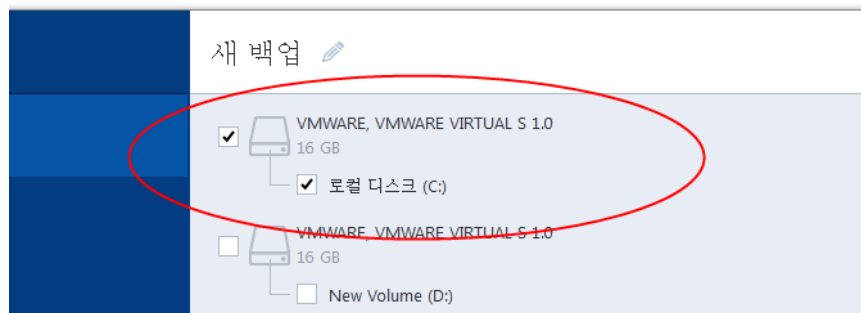 새 백업
VMWARE, VMWARE VIRTUAL S 1.0
16 GB
로컬 디스크 (C:)
VMWARE, VMWARE VIRTUAL S 1.0
16 GB
New Volume (D:)